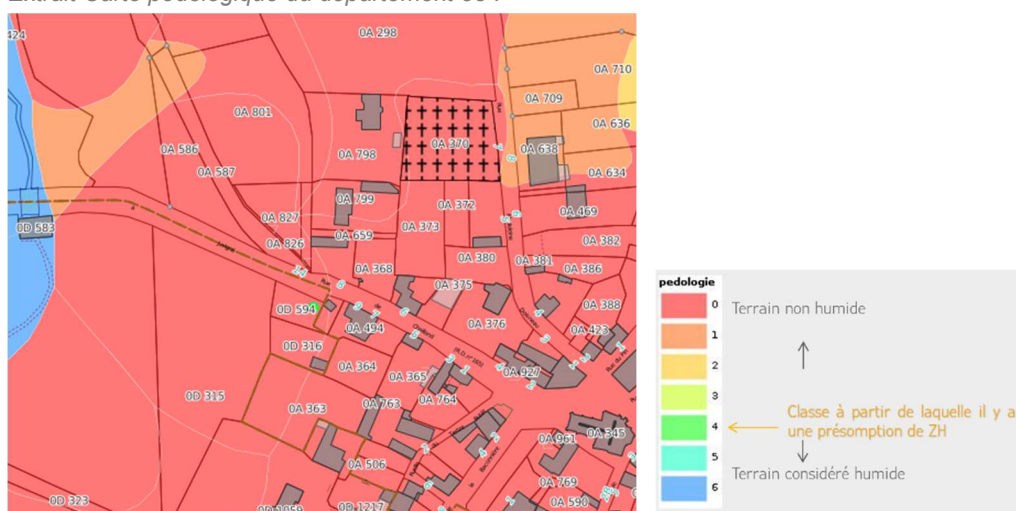 Extrait Carte pédologique du département 53 :
424
0A 298
0A 710
0A 709
0A 801
0A 636
0A 370
0A 586
0A 638
0A 798
0A 587
0A 634
0A 799
0A 372
0A 469
0A 827
0A 373
0D 583
0A 659
0A 382
0A 826
0A 380
0A 381
0A 368
0A 386
0A 375
0D 594
0A 388
0A 494
0A 376
0A 423
0D 316
0A 364
0A 365
0A 927
0D 315
0A 764
0A 363
0A 763
0A 961
0A 345
0A 506
0A 769
0D 323
0A 590
0D 1059
0D 1217
pedologie
0 Terrain non humide
1
2
3
4 Classe à partir de laquelle il y a
une présomption de ZH
5
Terrain considéré humide
6